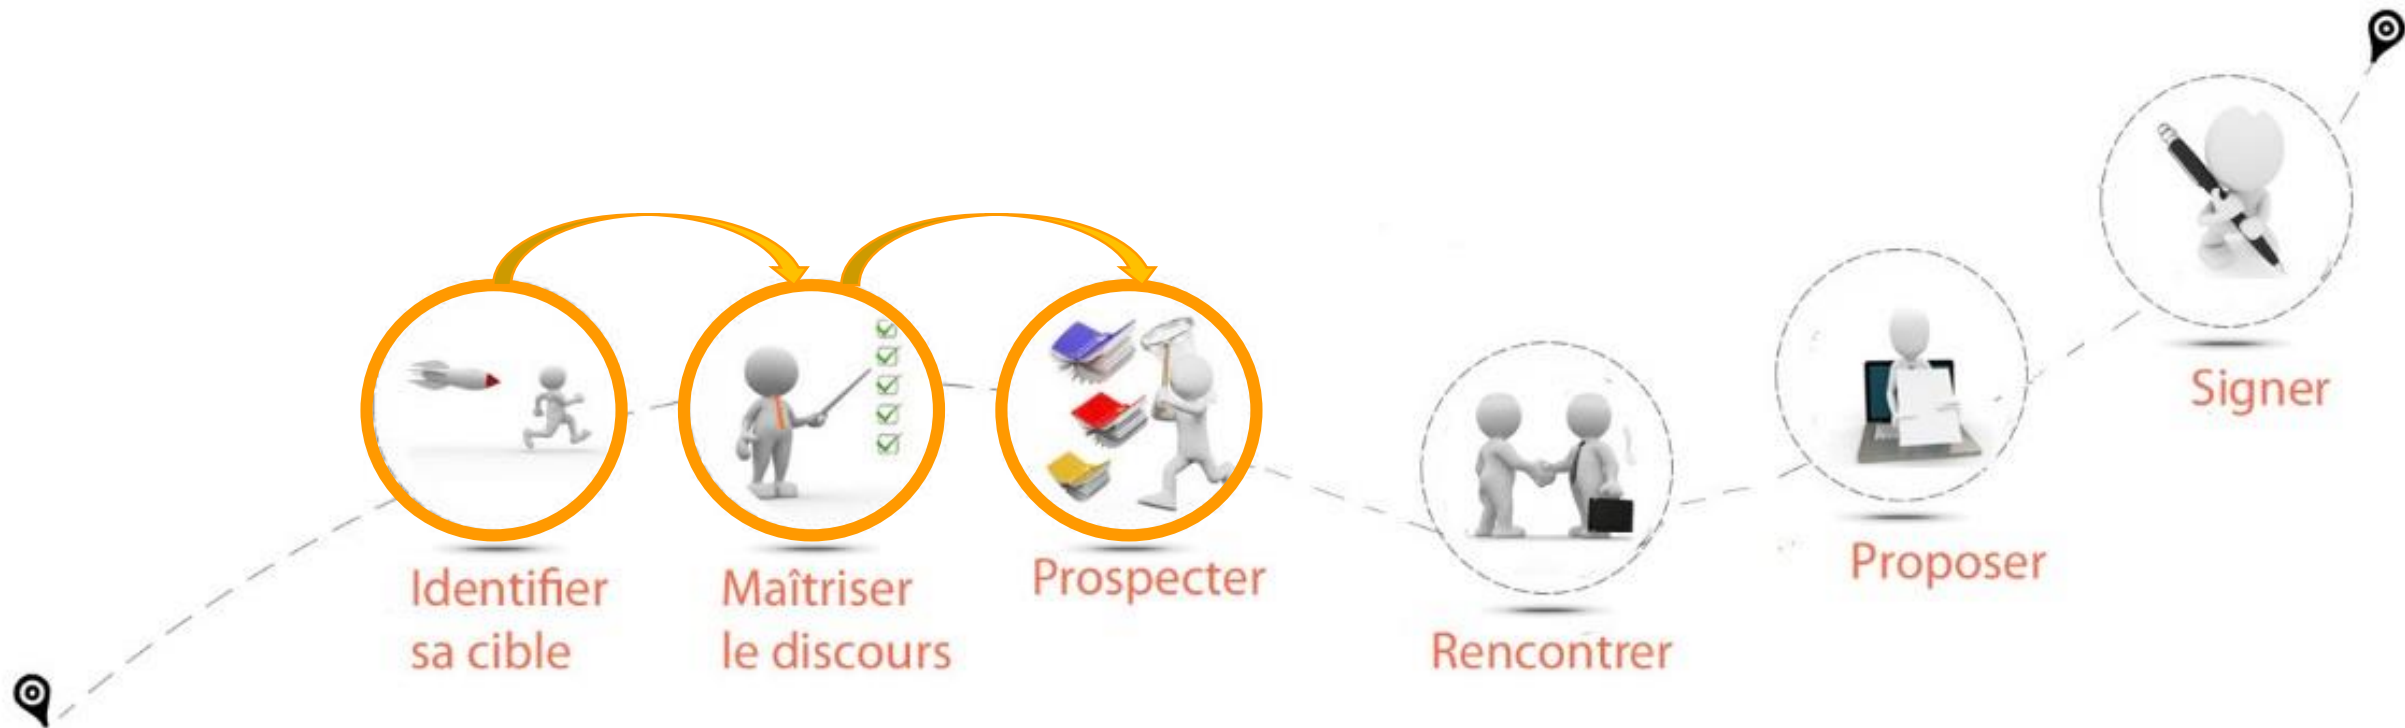 Identifier
sa cible
Maîtriser
le discours
Prospecter
Rencontrer
Proposer
Signer